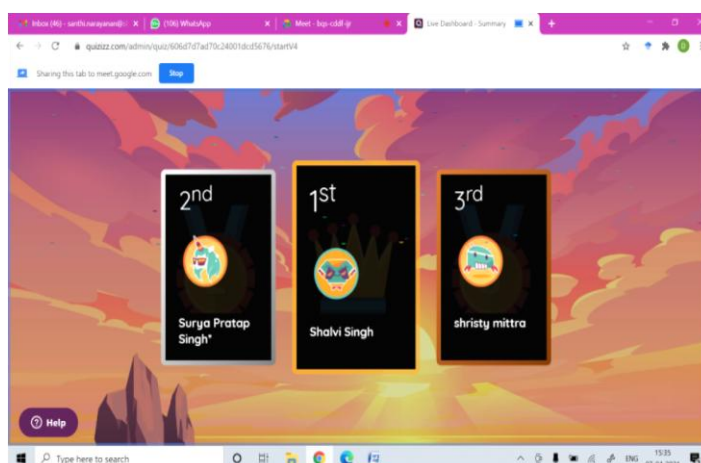 Inbox (46) - santhi.narayanan@
(106) WhatsApp
Meet - bcp-cddf-ijr
Live Dashboard - Summary
quizizz.com/admin/quiz/606d7d7ad70c24001dcd5676/startV4
Sharing this tab to meet.google.com
Stop
2nd
Surya Pratap
Singh*
1st
Shalvi Singh
3rd
shristy mittra
Help
Type here to search
ENG
15:35